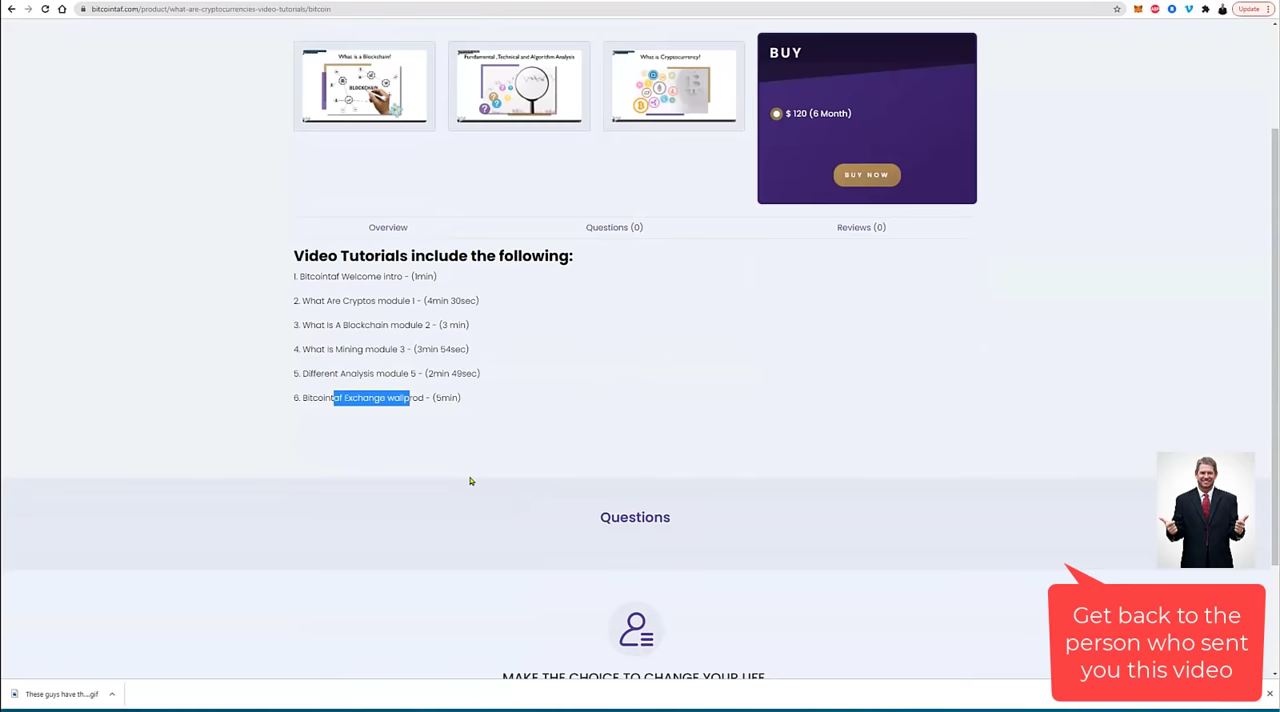 bitcointaf.com/product/what-are-cryptocurrencies-video-tutorials/bitcoin
Update
What is a Blockchain?
BLOCKCHAIN
Fundamental, Technical and Algorithm Analysis
What is Cryptocurrency?
BUY
$ 120 (6 Month)
BUY NOW
Overview
Questions (0)
Reviews (0)
Video Tutorials include the following:
1. Bitcointaf Welcome intro - (1min)
2. What Are Cryptos module 1 - (4min 30sec)
3. What Is A Blockchain module 2 - (3 min)
4. What Is Mining module 3 - (3min 54sec)
5. Different Analysis module 5 - (2min 49sec)
6. Bitcointaf Exchange wallprod - (5min)
Questions
Get back to the
person who sent
you this video
MAKE THE CHOICE TO CHANGE YOUR LIFE
These guys have th....gif